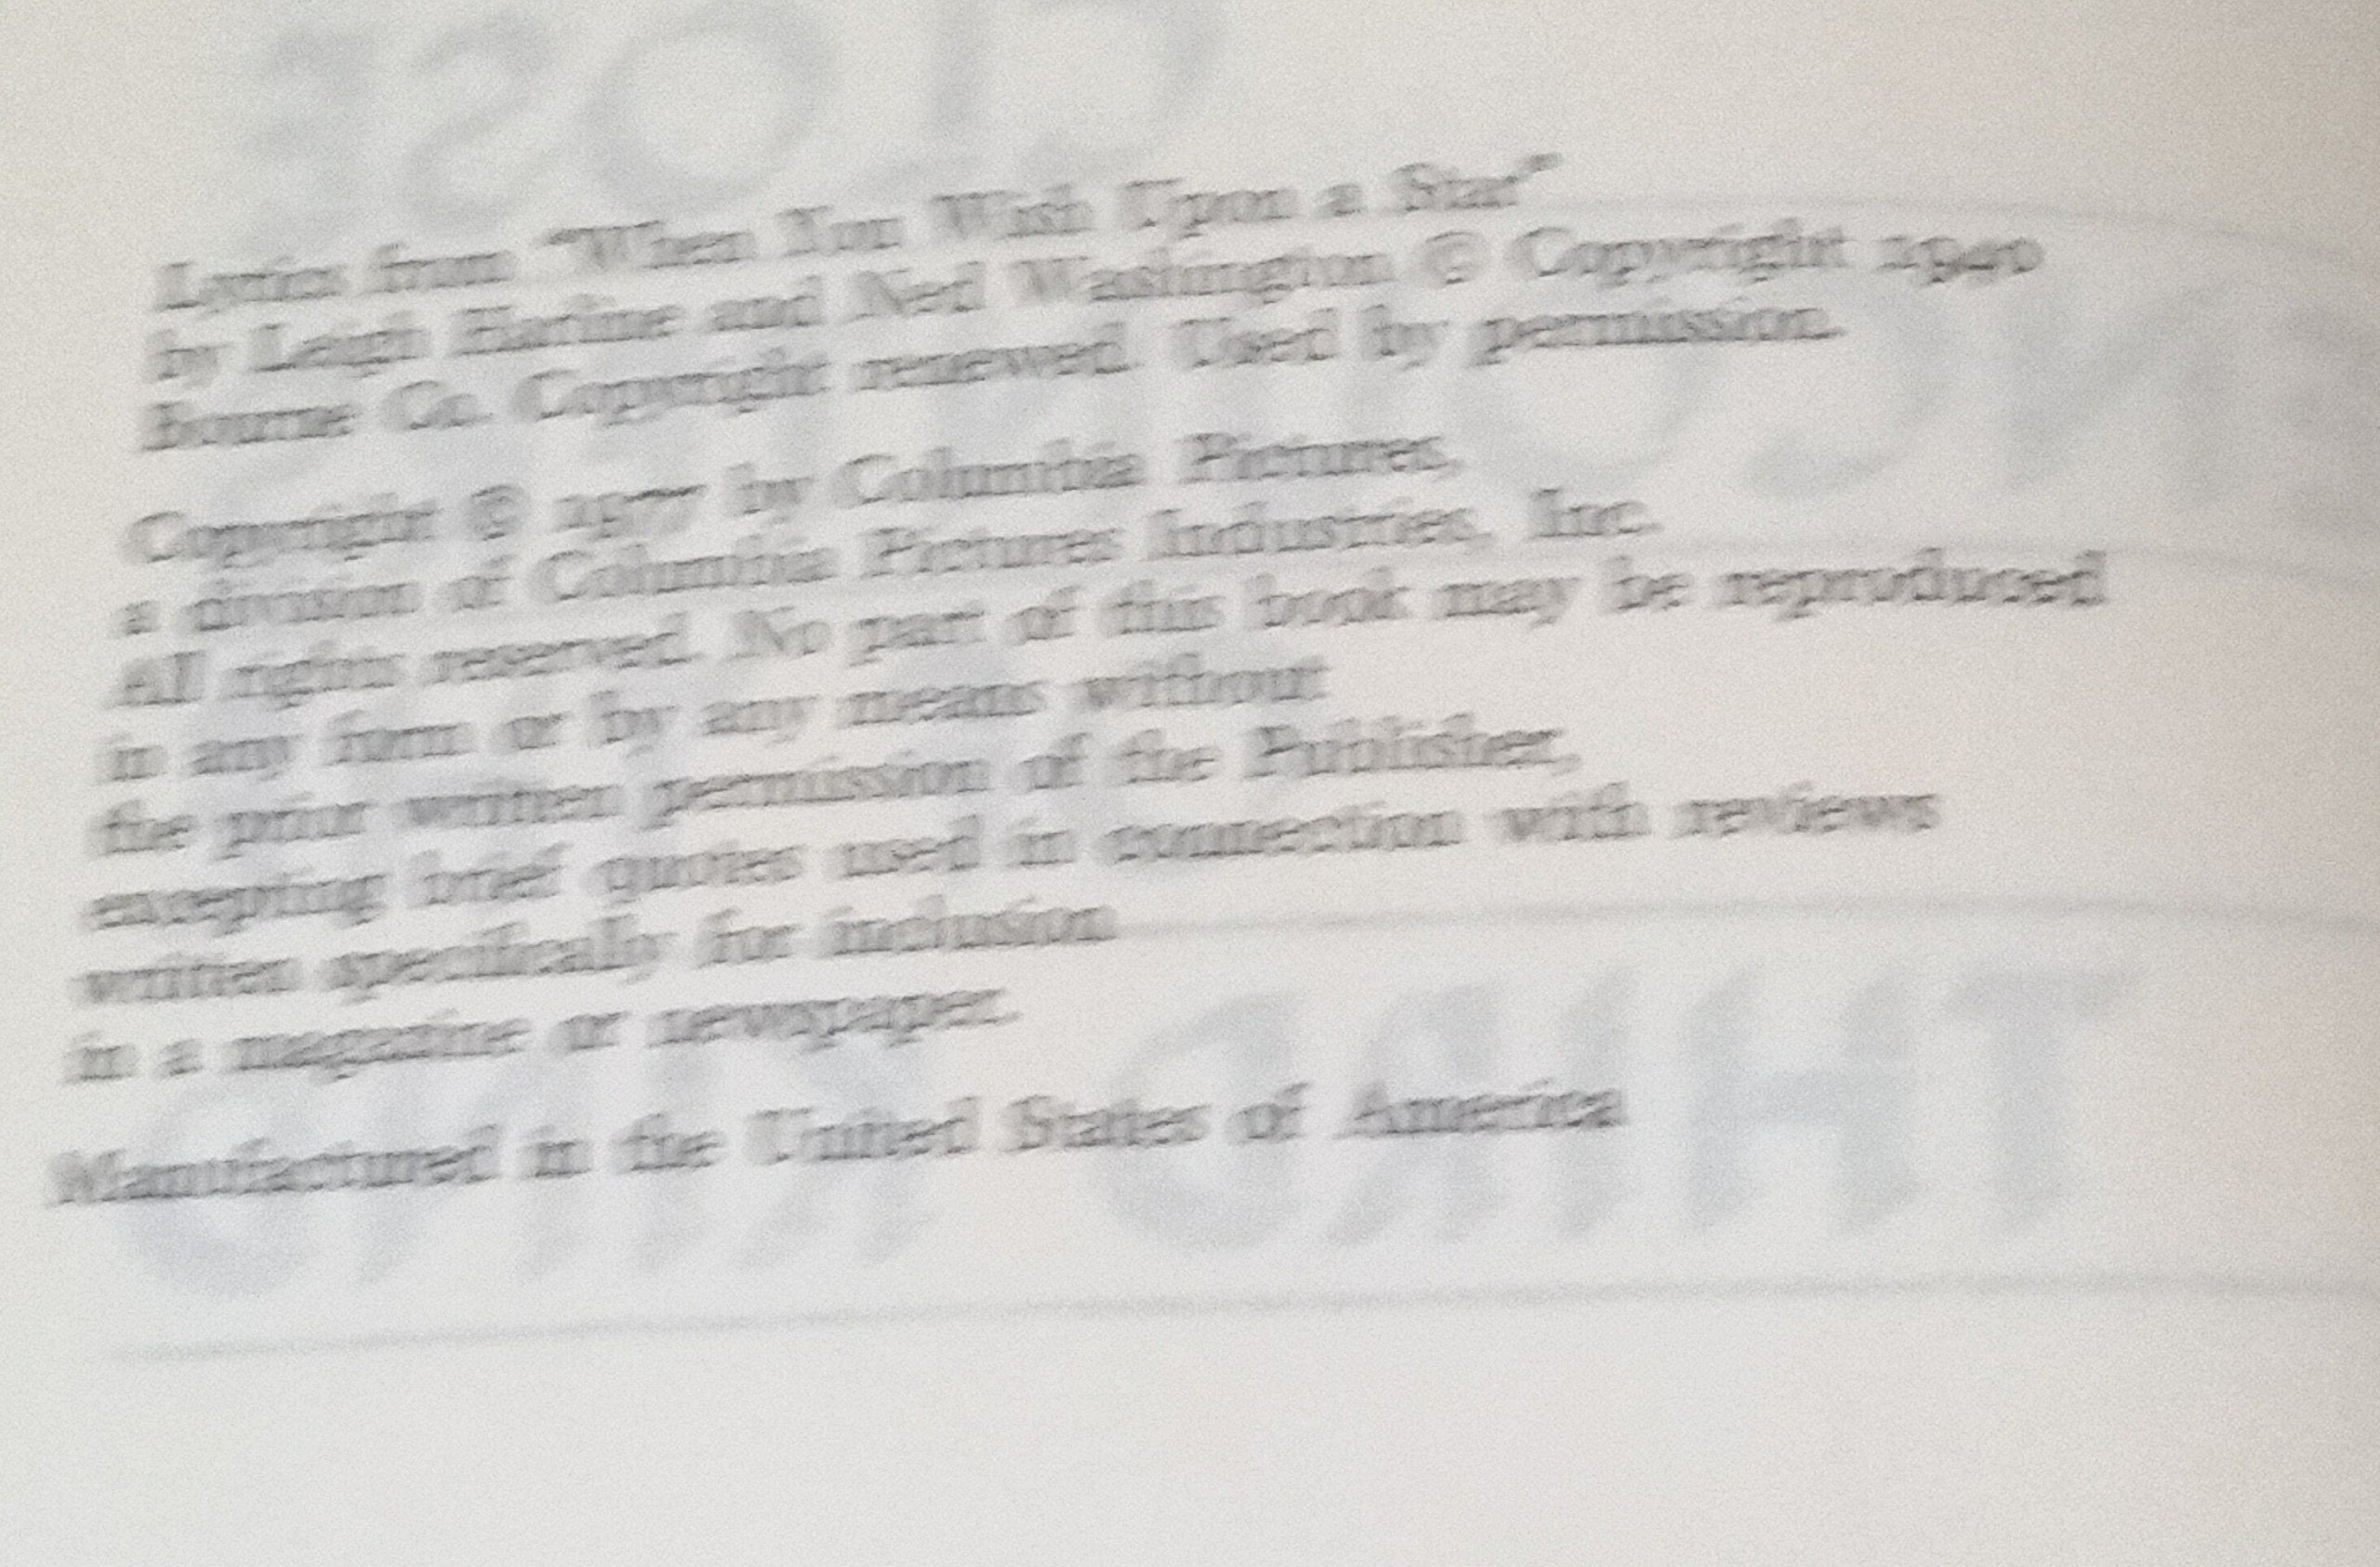 Lyrics from "When You Wish Upon a Star"
by Leigh Harline and Ned Washington © Copyright 1940
Bourne Co. Copyright renewed. Used by permission.
Copyright © 1977 by Columbia Pictures,
a division of Columbia Pictures Industries, Inc.
All rights reserved. No part of this book may be reproduced
in any form or by any means without
the prior written permission of the Publisher,
excepting brief quotes used in connection with reviews
written specifically for inclusion
in a magazine or newspaper.
Manufactured in the United States of America